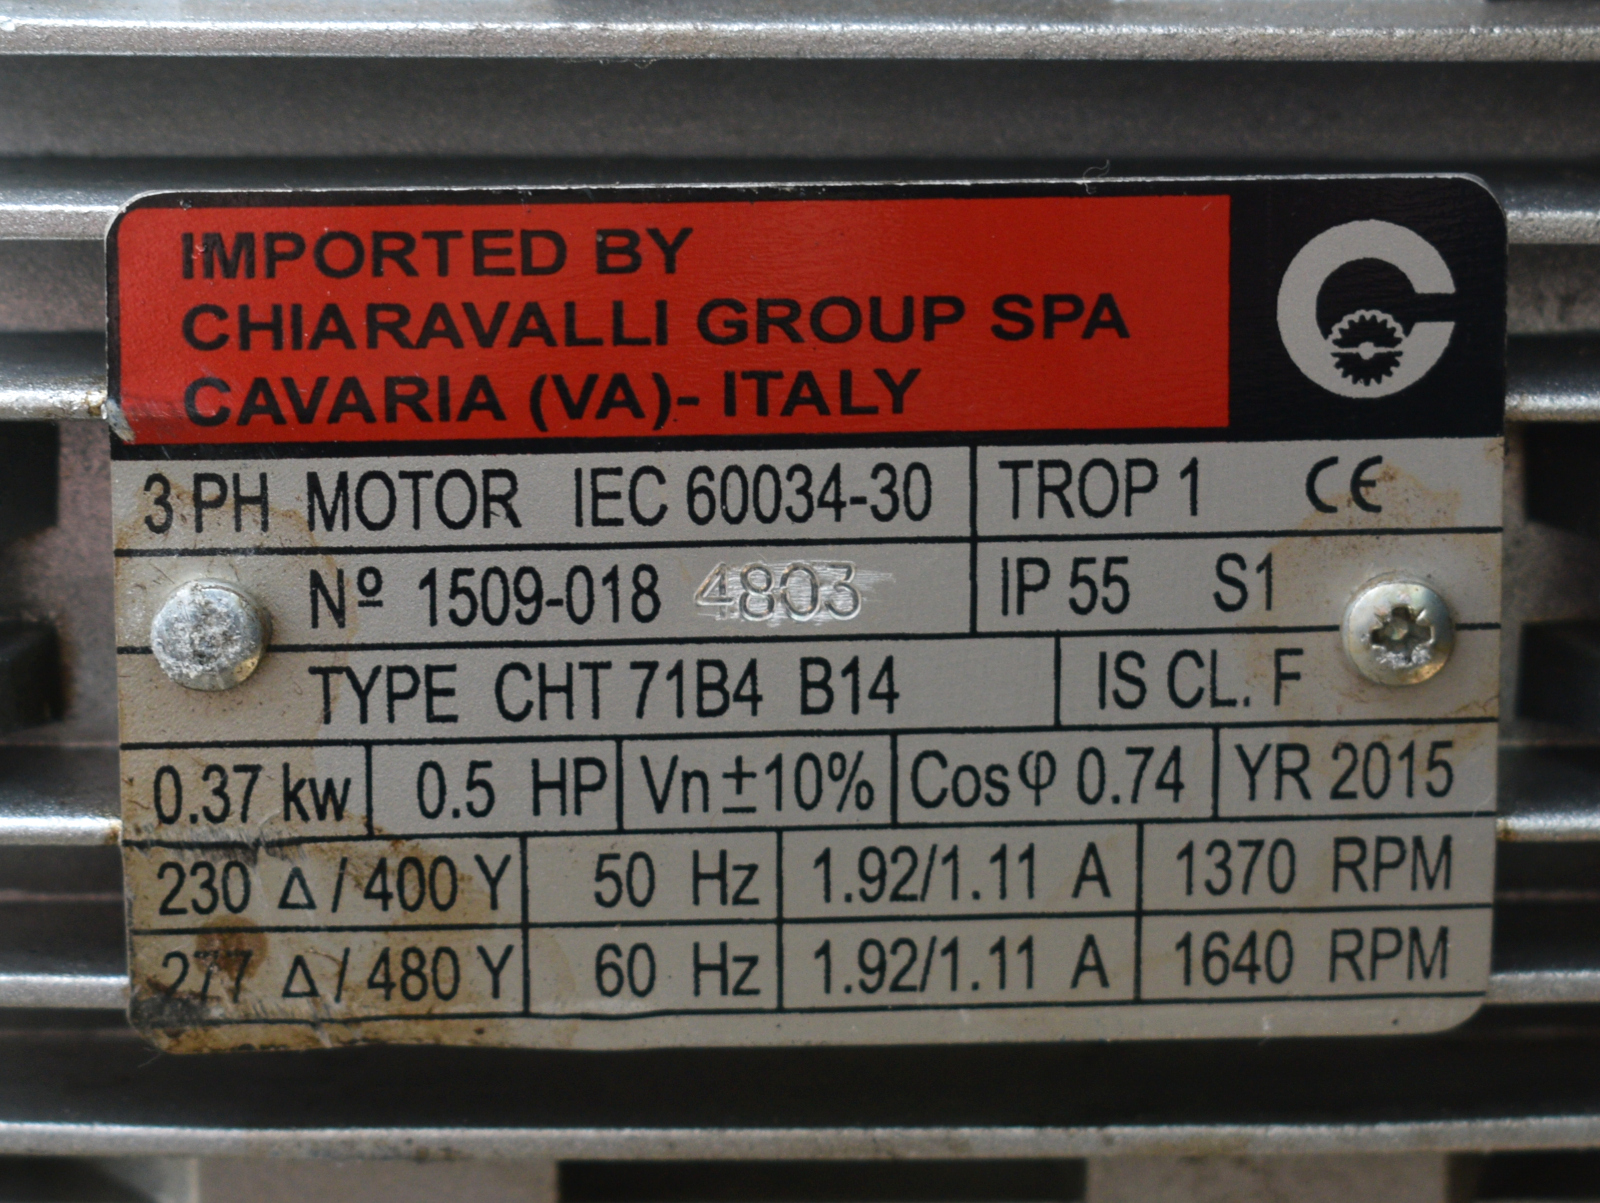 IMPORTED BY
CHIARAVALLI GROUP SPA
CAVARIA (VA)- ITALY
3 PH MOTOR IEC 60034-30 TROP 1 CE
Nº 1509-018 4803 IP 55 S1
TYPE CHT 71B4 B14 IS CL. F
0.37 kw 0.5 HP Vn ±10% Cosφ 0.74 YR 2015
230 Δ / 400 Y 50 Hz 1.92/1.11 A 1370 RPM
277 Δ / 480 Y 60 Hz 1.92/1.11 A 1640 RPM